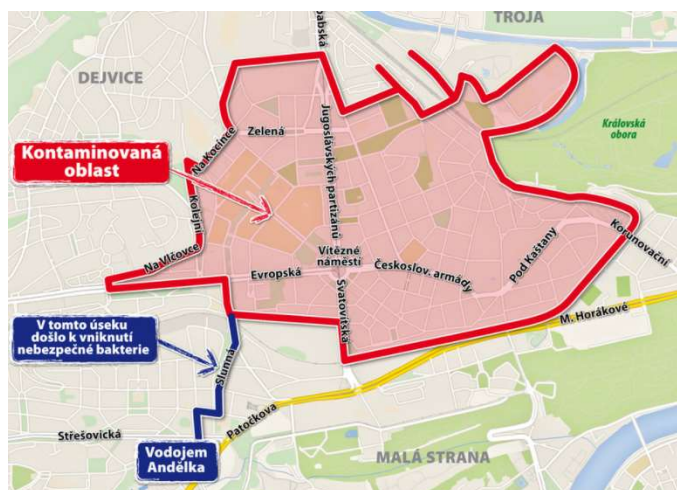 TROJA
DEJVICE
Královská
obora
Zelená
Na Kocínce
Jugoslávských partyzánů
Kontaminovaná
oblast
Kolejní
Na Vlčovce
Vítězné
náměstí
Evropská
Českoslov. armády
Pod Kaštany
Korunovační
Svatovítská
M. Horákové
V tomto úseku
došlo k vniknutí
nebezpečné bakterie
Slunná
Patočkova
Střešovická
Vodojem
Andělka
MALÁ STRANA